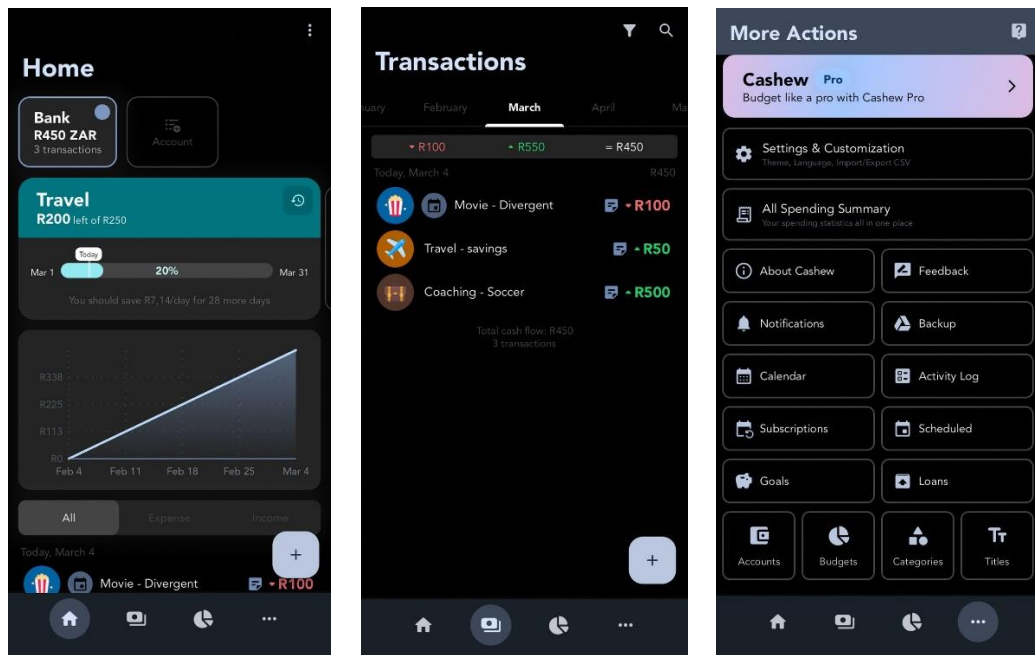 Home
Bank
R450 ZAR
3 transactions
Account
Travel
R200 left of R250
Today
Mar 1
20%
Mar 31
You should save R7,14/day for 28 more days
R338
R225
R113
R0
Feb 4 Feb 11 Feb 18 Feb 25 Mar 4
All Expense Income
Today, March 4
Movie - Divergent R100
+
Transactions
uary February March April Ma
R100 R550 = R450
Today, March 4 R450
Movie - Divergent R100
Travel - savings R50
Coaching - Soccer R500
Total cash flow: R450
3 transactions
+
More Actions
Cashew Pro
Budget like a pro with Cashew Pro
Settings & Customization
Theme, Language, Import/Export CSV
All Spending Summary
Your spending statistics all in one place
About Cashew Feedback
Notifications Backup
Calendar Activity Log
Subscriptions Scheduled
Goals Loans
Tт
Accounts Budgets Categories Titles